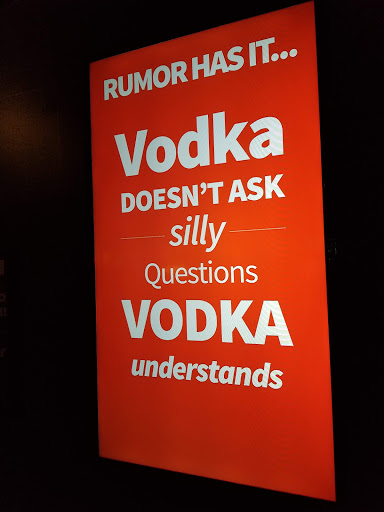 RUMOR HAS IT...
Vodka
DOESN'T ASK
silly
Questions
VODKA
understands